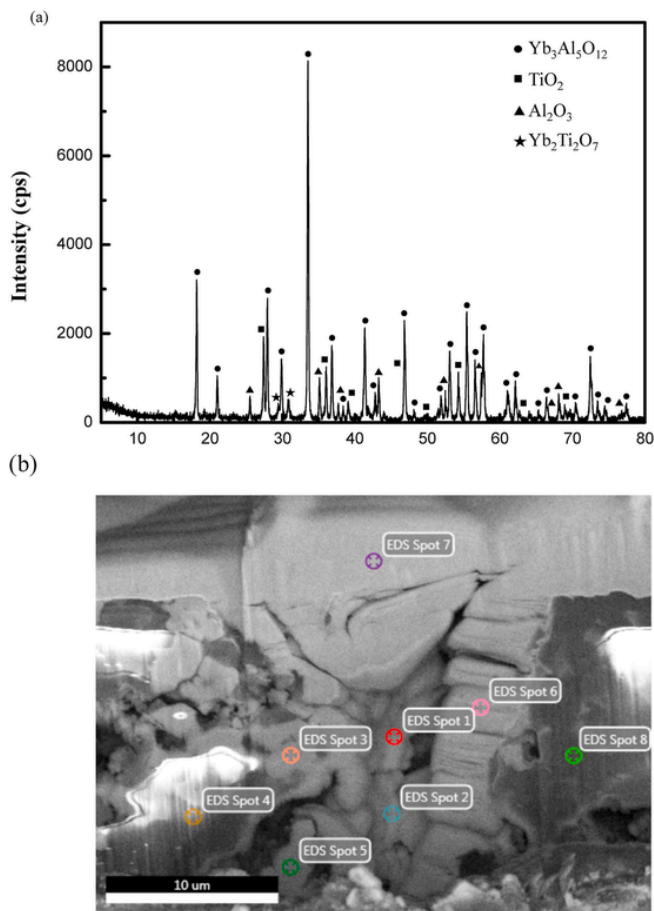 (a)
8000
6000
4000
2000
0
Intensity (cps)
● Yb₃Al₅O₁₂
■ TiO₂
▲ Al₂O₃
★ Yb₂Ti₂O₇
10 20 30 40 50 60 70 80
(b)
EDS Spot 7
EDS Spot 6
EDS Spot 1
EDS Spot 3
EDS Spot 8
EDS Spot 4
EDS Spot 2
EDS Spot 5
10 um